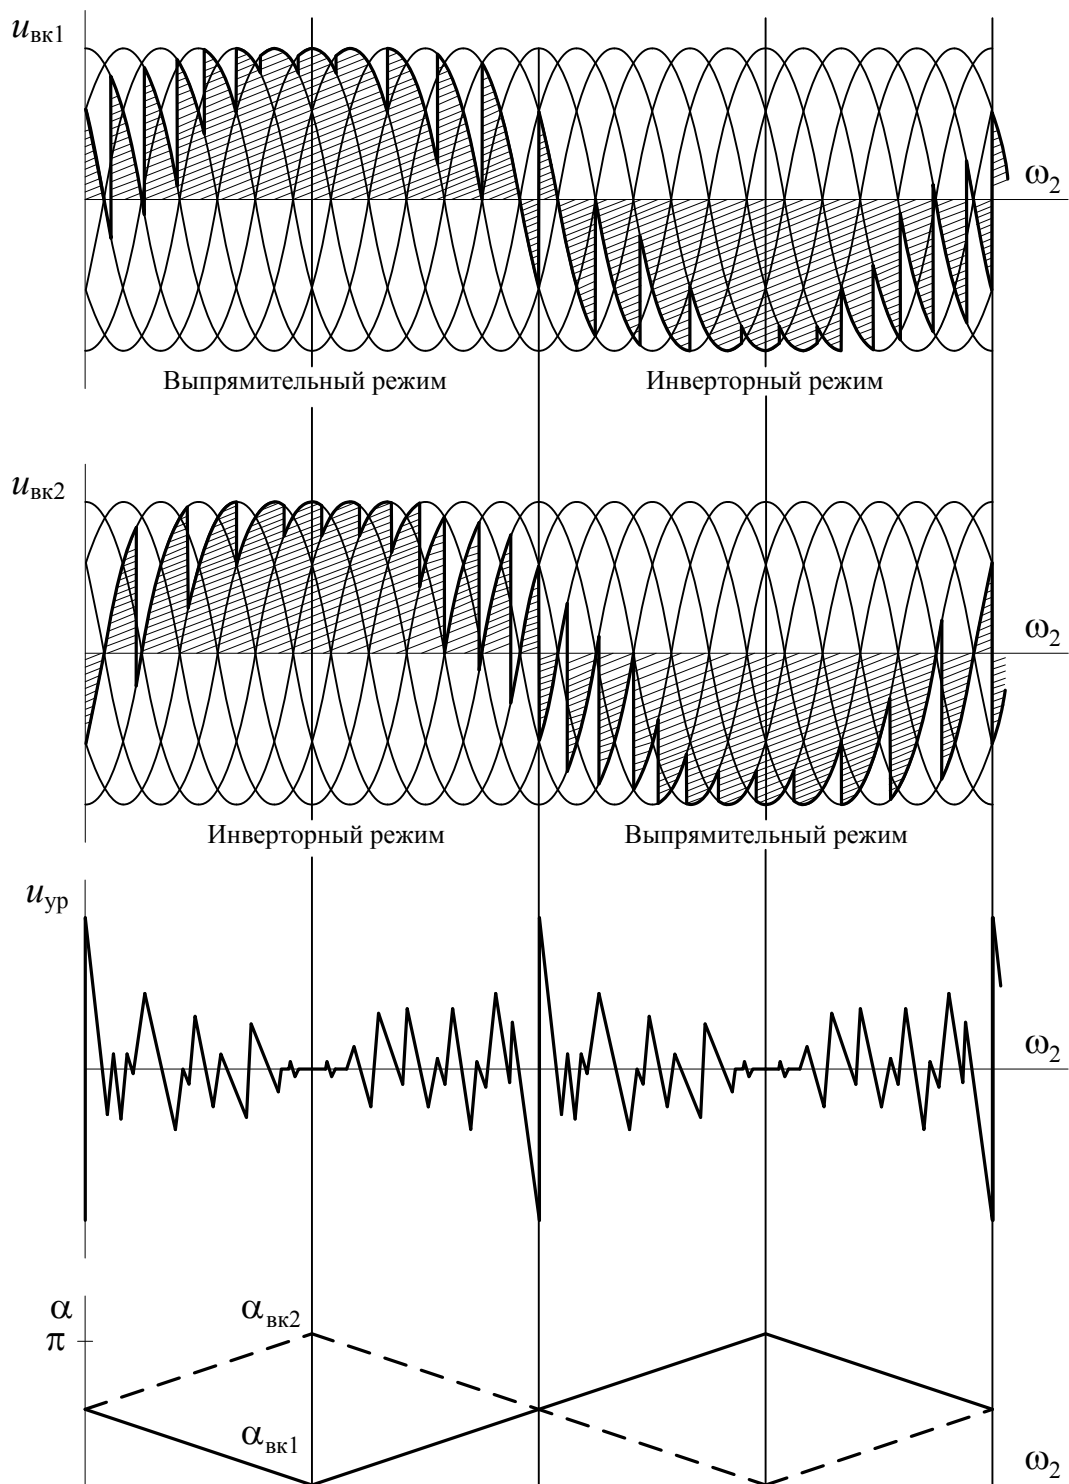 uвк1
ω2
Выпрямительный режим
Инверторный режим
uвк2
ω2
Инверторный режим
Выпрямительный режим
uур
ω2
α
π
αвк2
αвк1
ω2